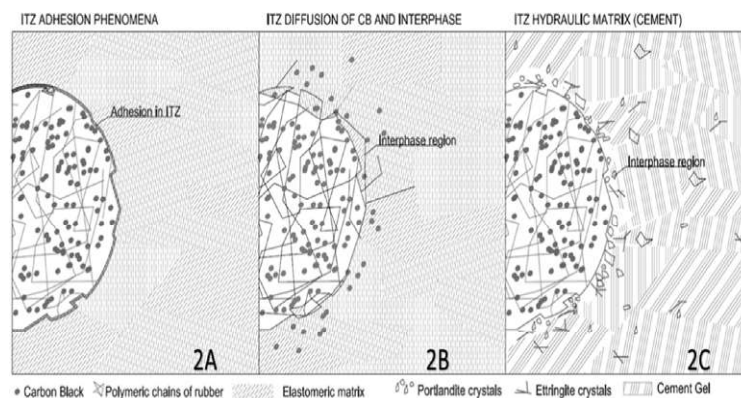 ITZ ADHESION PHENOMENA
ITZ DIFFUSION OF CB AND INTERPHASE
ITZ HYDRAULIC MATRIX (CEMENT)
Adhesion in ITZ
Interphase region
Interphase region
2A
2B
2C
Carbon Black
Polymeric chains of rubber
Elastomeric matrix
Portlandite crystals
Ettringite crystals
Cement Gel